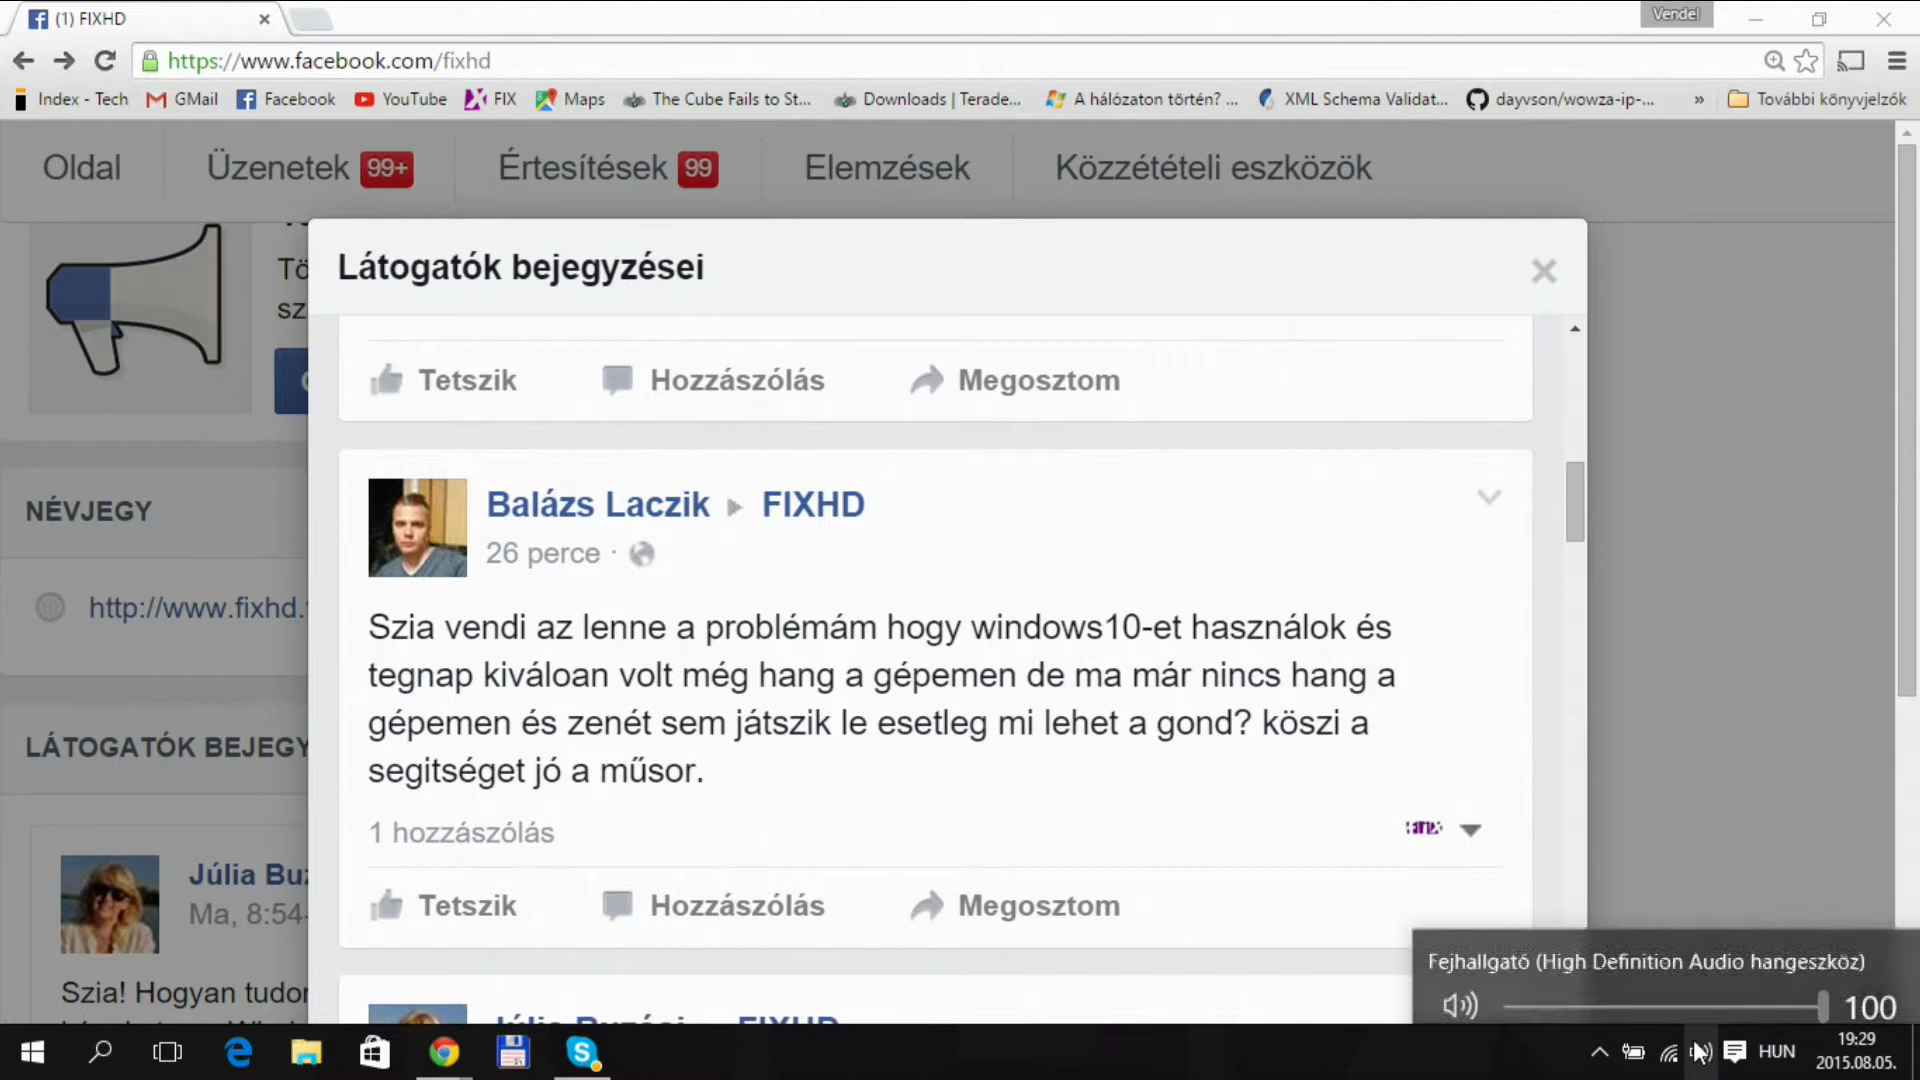 (1) FIXHD
Vendel
https://www.facebook.com/fixhd
Index - Tech
GMail
Facebook
YouTube
FIX
Maps
The Cube Fails to St...
Downloads | Terade...
A hálózaton történ? ...
XML Schema Validat...
dayvson/wowza-ip-...
»
További könyvjelzők
Oldal
Üzenetek 99+
Értesítések 99
Elemzések
Közzétételi eszközök
Tö
sz
NÉVJEGY
http://www.fixhd.
LÁTOGATÓK BEJEGY
Júlia Buz
Ma, 8:54
Szia! Hogyan tudor
Látogatók bejegyzései
Tetszik
Hozzászólás
Megosztom
Balázs Laczik ▸ FIXHD
26 perce ·
Szia vendi az lenne a problémám hogy windows10-et használok és
tegnap kiváloan volt még hang a gépemen de ma már nincs hang a
gépemen és zenét sem játszik le esetleg mi lehet a gond? köszi a
segitséget jó a műsor.
1 hozzászólás
Tetszik
Hozzászólás
Megosztom
FIXHD
Fejhallgató (High Definition Audio hangeszköz)
100
HUN
19:29
2015.08.05.